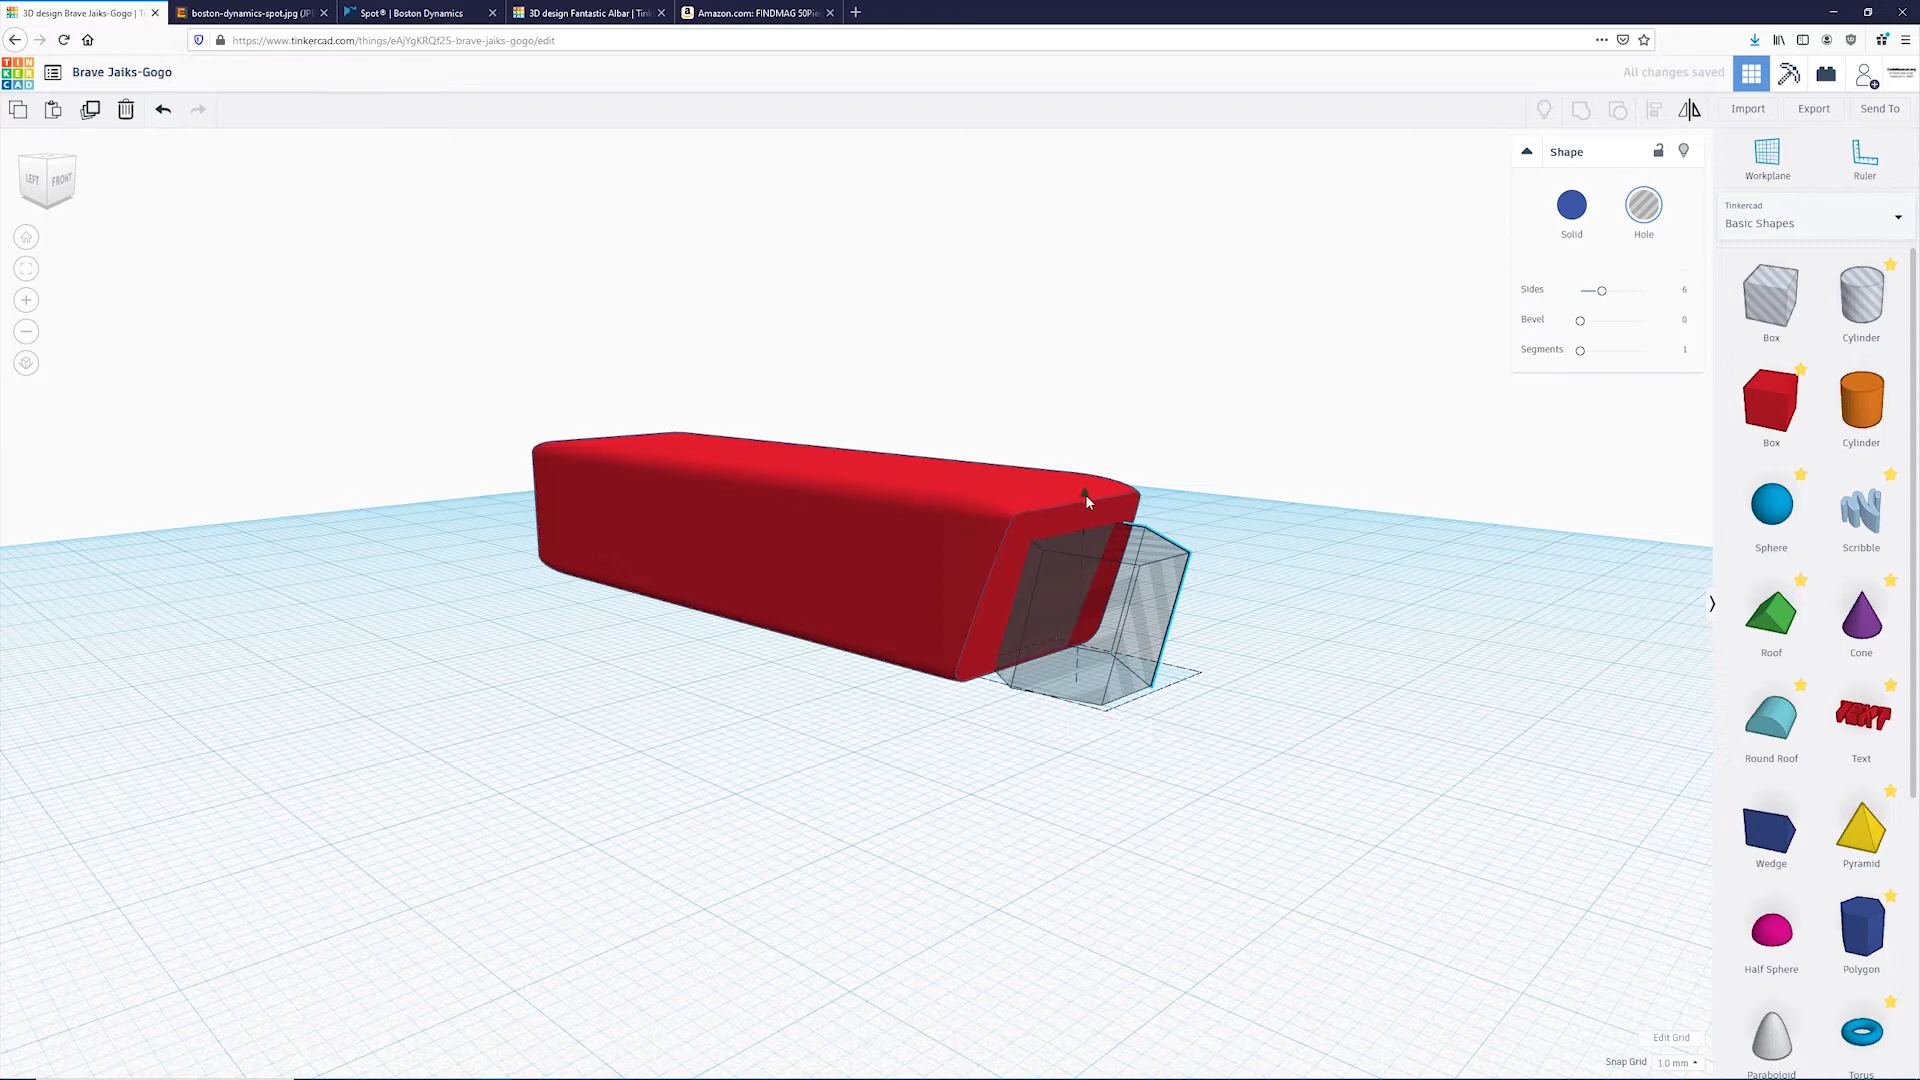 3D design Brave Jaiks-Gogo | T
boston-dynamics-spot.jpg (JPE
Spot® | Boston Dynamics
3D design Fantastic Albar | Tin
Amazon.com: FINDMAG 50Pie
https://www.tinkercad.com/things/eAjYgKRQf25-brave-jaiks-gogo/edit
TIN
KER
CAD
Brave Jaiks-Gogo
All changes saved
Import
Export
Send To
LEFT
FRONT
Shape
Solid
Hole
Sides
6
Bevel
0
Segments
1
Workplane
Ruler
Tinkercad
Basic Shapes
Box
Cylinder
Box
Cylinder
Sphere
Scribble
Roof
Cone
Round Roof
TEXT
Text
Wedge
Pyramid
Half Sphere
Polygon
Paraboloid
Torus
Edit Grid
Snap Grid
1.0 mm